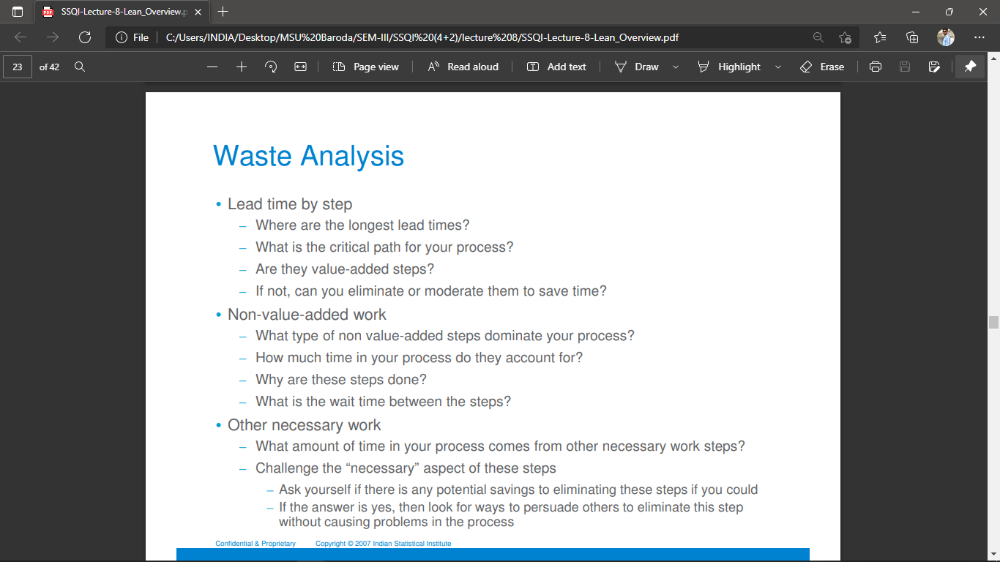 SSQI-Lecture-8-Lean_Overview.p
File
C:/Users/INDIA/Desktop/MSU%20Baroda/SEM-III/SSQI%20(4+2)/lecture%208/SSQI-Lecture-8-Lean_Overview.pdf
23 of 42
Page view
Read aloud
Add text
Draw
Highlight
Erase
Waste Analysis
• Lead time by step
– Where are the longest lead times?
– What is the critical path for your process?
– Are they value-added steps?
– If not, can you eliminate or moderate them to save time?
• Non-value-added work
– What type of non value-added steps dominate your process?
– How much time in your process do they account for?
– Why are these steps done?
– What is the wait time between the steps?
• Other necessary work
– What amount of time in your process comes from other necessary work steps?
– Challenge the “necessary” aspect of these steps
– Ask yourself if there is any potential savings to eliminating these steps if you could
– If the answer is yes, then look for ways to persuade others to eliminate this step
without causing problems in the process
Confidential & Proprietary Copyright © 2007 Indian Statistical Institute